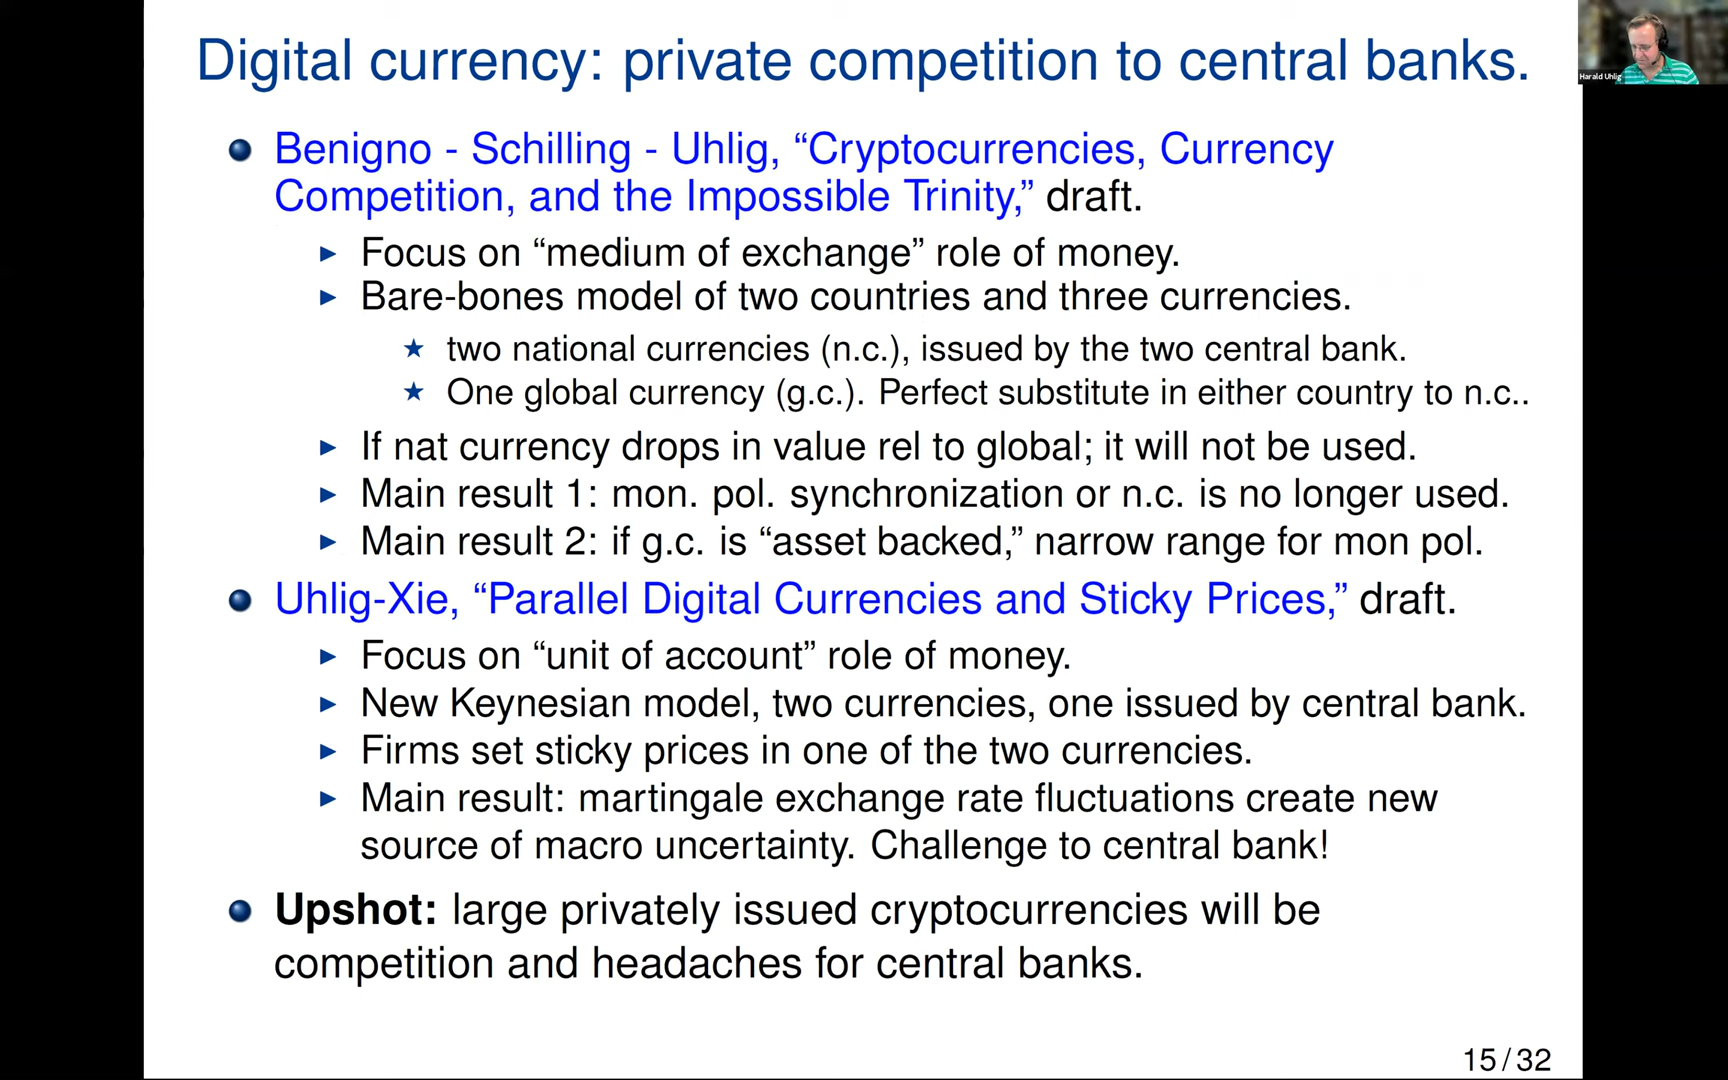 Digital currency: private competition to central banks.
Harald Uhlig
Benigno - Schilling - Uhlig, “Cryptocurrencies, Currency
Competition, and the Impossible Trinity,” draft.
Focus on “medium of exchange” role of money.
Bare-bones model of two countries and three currencies.
two national currencies (n.c.), issued by the two central bank.
One global currency (g.c.). Perfect substitute in either country to n.c..
If nat currency drops in value rel to global; it will not be used.
Main result 1: mon. pol. synchronization or n.c. is no longer used.
Main result 2: if g.c. is “asset backed,” narrow range for mon pol.
Uhlig-Xie, “Parallel Digital Currencies and Sticky Prices,” draft.
Focus on “unit of account” role of money.
New Keynesian model, two currencies, one issued by central bank.
Firms set sticky prices in one of the two currencies.
Main result: martingale exchange rate fluctuations create new
source of macro uncertainty. Challenge to central bank!
Upshot: large privately issued cryptocurrencies will be
competition and headaches for central banks.
15 / 32